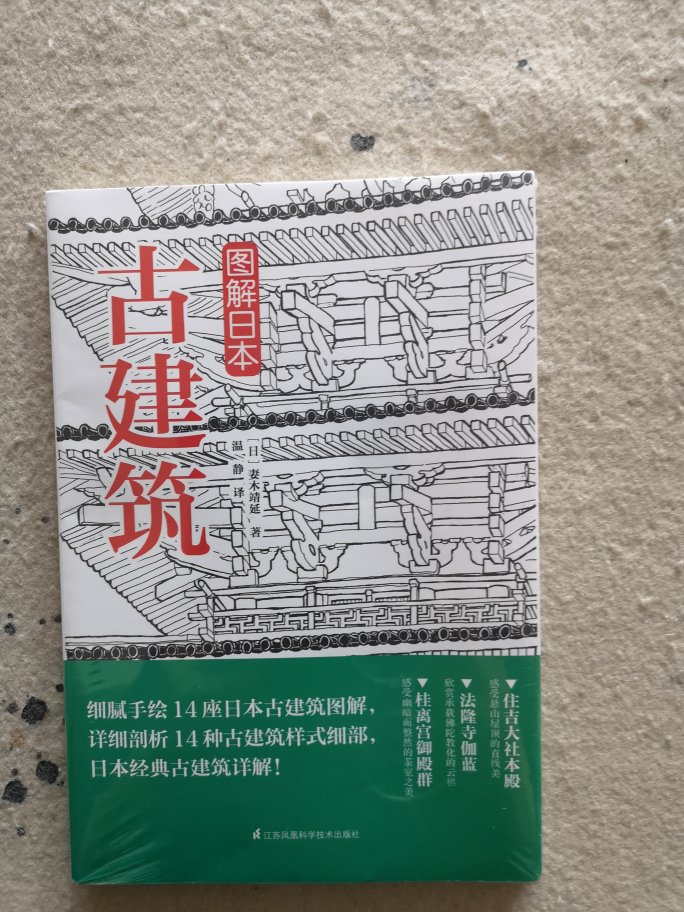 图解日本
古建筑
[日]妻木靖延 著
温静 译
细腻手绘14座日本古建筑图解，
详细剖析14种古建筑样式细部，
日本经典古建筑详解！
▼住吉大社本殿
感受悬山屋顶的直线美
▼法隆寺伽蓝
欣赏承载佛陀教化的云栱
▼桂离宫御殿群
感受幽暗而整然的茶室之美
江苏凤凰科学技术出版社